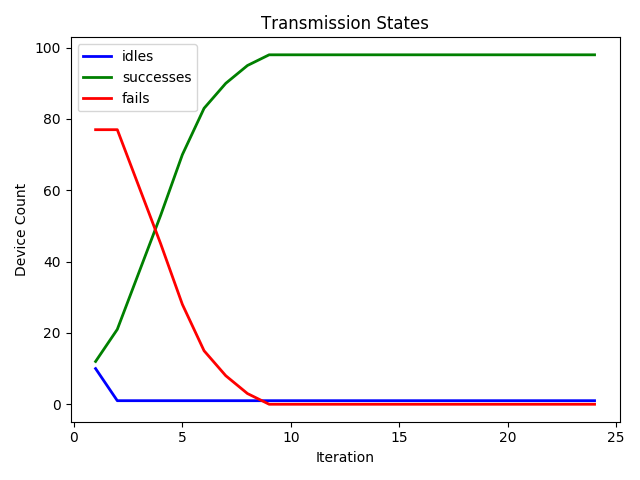 Transmission States
idles
successes
fails
Device Count
100
80
60
40
20
0
0 5 10 15 20 25
Iteration